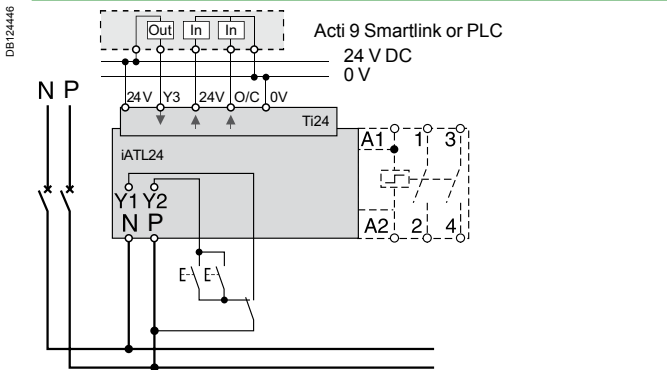 DB124446
Out In In
Acti 9 Smartlink or PLC
24 V DC
0 V
N P
24V Y3 24V O/C 0V
Ti24
iATL24
A1 1 3
Y1 Y2
N P
A2 2 4